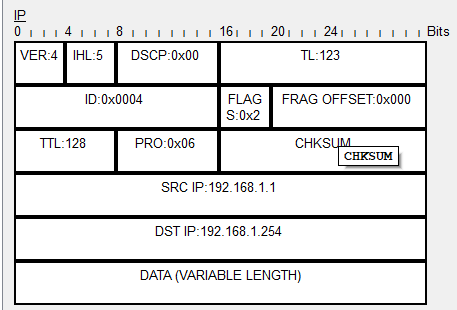 IP
0 4 8 16 20 24 Bits
VER:4 IHL:5 DSCP:0x00 TL:123
ID:0x0004 FLAG FRAG OFFSET:0x000
S:0x2
TTL:128 PRO:0x06 CHKSUM
CHKSUM
SRC IP:192.168.1.1
DST IP:192.168.1.254
DATA (VARIABLE LENGTH)